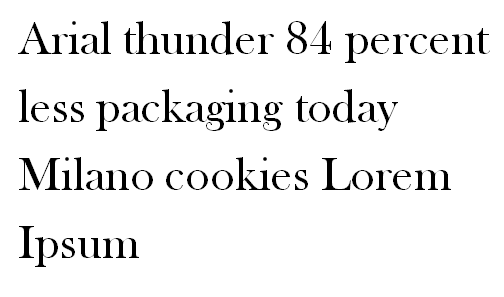 Arial thunder 84 percent
less packaging today
Milano cookies Lorem
Ipsum